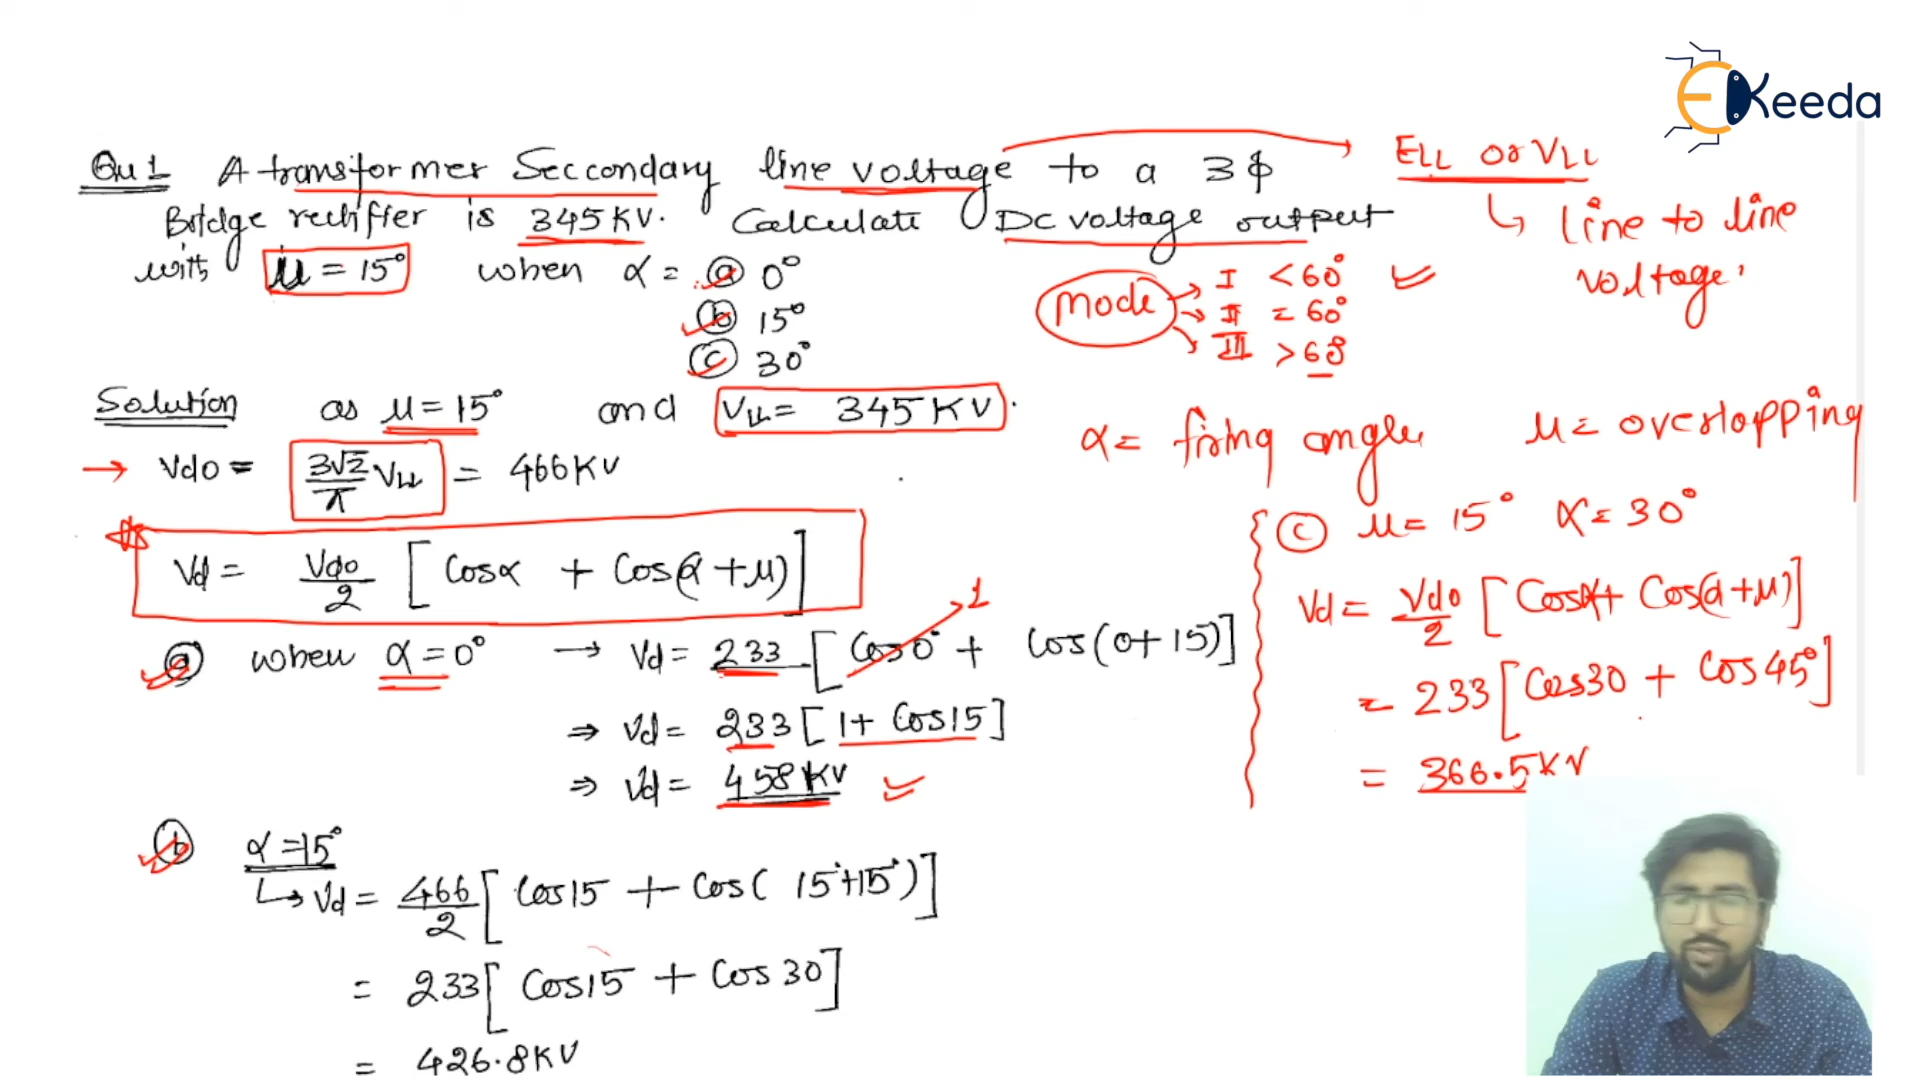 EKeeda
Qu 1 A transformer Seccondary line voltage to a 3ϕ
Bridge rectifier is 345KV. Calculate DC voltage output
with μ = 15° when α = ⓐ 0°
ⓑ 15°
ⓒ 30°
ELL or VLL
↳ line to line
voltage.
mode → I < 60°
→ II = 60°
→ III > 60°
Solution as μ = 15° and VLL = 345KV.
→ Vdo = 3√2/π VLL = 466KV
α = firing angle μ = overlapping
Vd = Vdo/2 [Cosα + Cos(α+μ)]
ⓐ when α = 0° → Vd = 233 [Cos0° + Cos(0+15)]
1
⇒ Vd = 233 [1 + Cos15]
⇒ Vd = 458KV
ⓑ α = 15°
↳ Vd = 466/2 [Cos15 + Cos(15°+15°)]
= 233 [Cos15 + Cos30]
= 426.8KV
ⓒ μ = 15° α = 30°
Vd = Vdo/2 [Cosα + Cos(α+μ)]
= 233 [Cos30 + Cos45°]
= 366.5KV